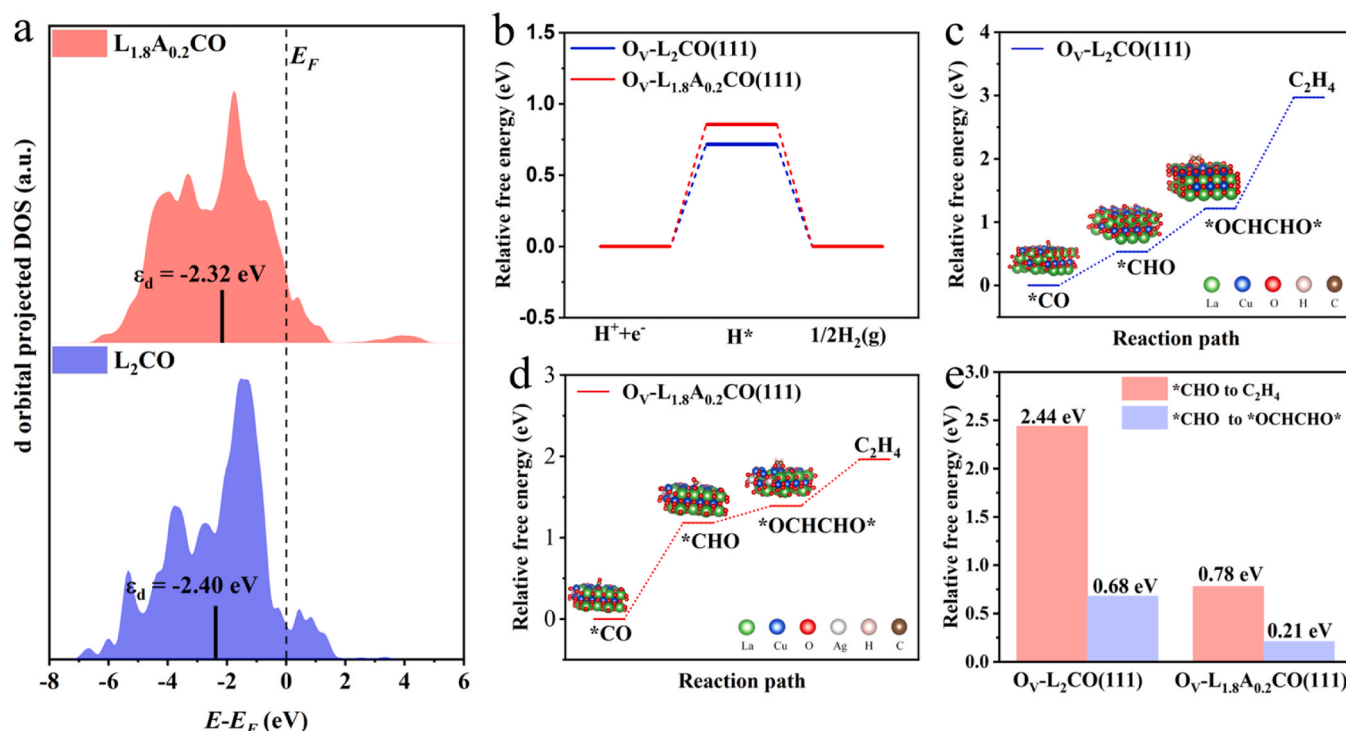 a
L1.8A0.2CO
EF
εd = -2.32 eV
L2CO
εd = -2.40 eV
d orbital projected DOS (a.u.)
-8 -6 -4 -2 0 2 4 6
E-EF (eV)
b
OV-L2CO(111)
OV-L1.8A0.2CO(111)
Relative free energy (eV)
1.5
1.0
0.5
0.0
-0.5
H++e-
H*
1/2H2(g)
c
OV-L2CO(111)
Relative free energy (eV)
4
3
2
1
0
*CO
*CHO
*OCHCHO*
C2H4
La Cu O H C
Reaction path
d
OV-L1.8A0.2CO(111)
Relative free energy (eV)
3
2
1
0
*CO
*CHO
*OCHCHO*
C2H4
La Cu O Ag H C
Reaction path
e
*CHO to C2H4
*CHO to *OCHCHO*
Relative free energy (eV)
3.0
2.5
2.0
1.5
1.0
0.5
0.0
2.44 eV
0.68 eV
0.78 eV
0.21 eV
OV-L2CO(111)
OV-L1.8A0.2CO(111)